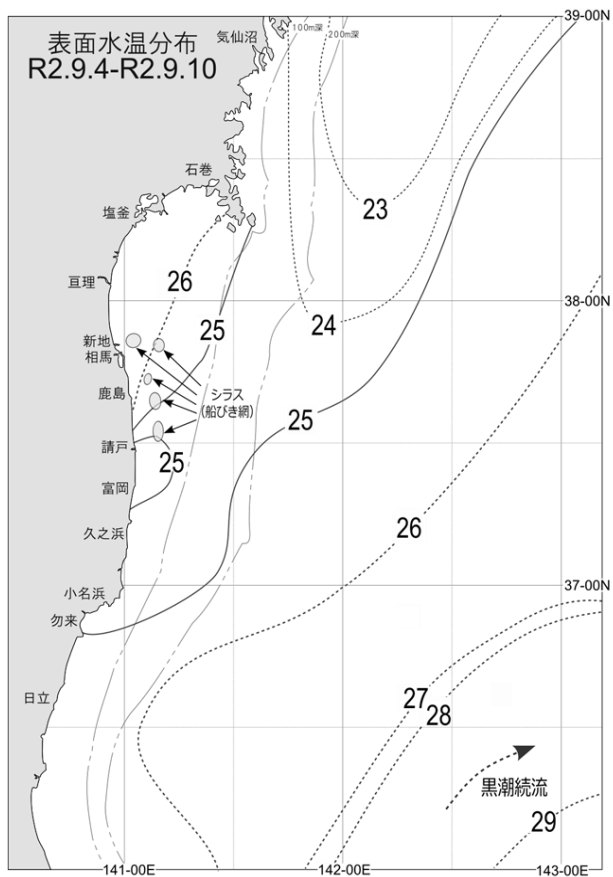 表面水温分布
R2.9.4-R2.9.10
気仙沼
100m深
200m深
39-00N
石巻
23
塩釜
26
亘理
38-00N
25
24
新地
相馬
鹿島
シラス
(船びき網)
25
請戸
25
富岡
26
久之浜
37-00N
小名浜
勿来
日立
27
28
黒潮続流
29
141-00E
142-00E
143-00E